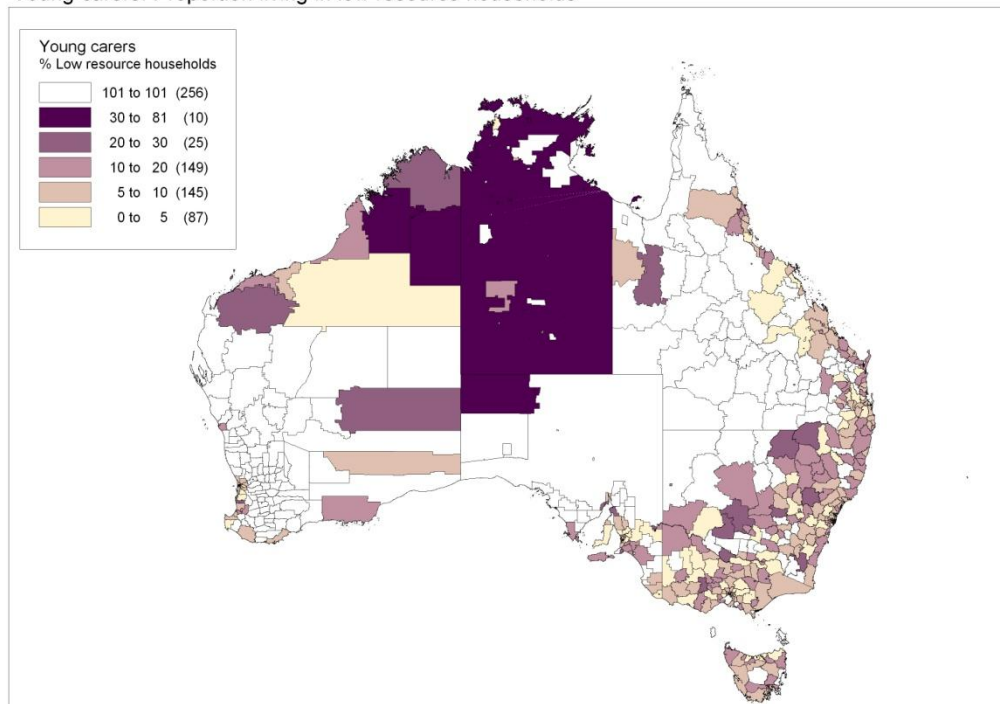 Young carers
% Low resource households
101 to 101 (256)
30 to 81 (10)
20 to 30 (25)
10 to 20 (149)
5 to 10 (145)
0 to 5 (87)